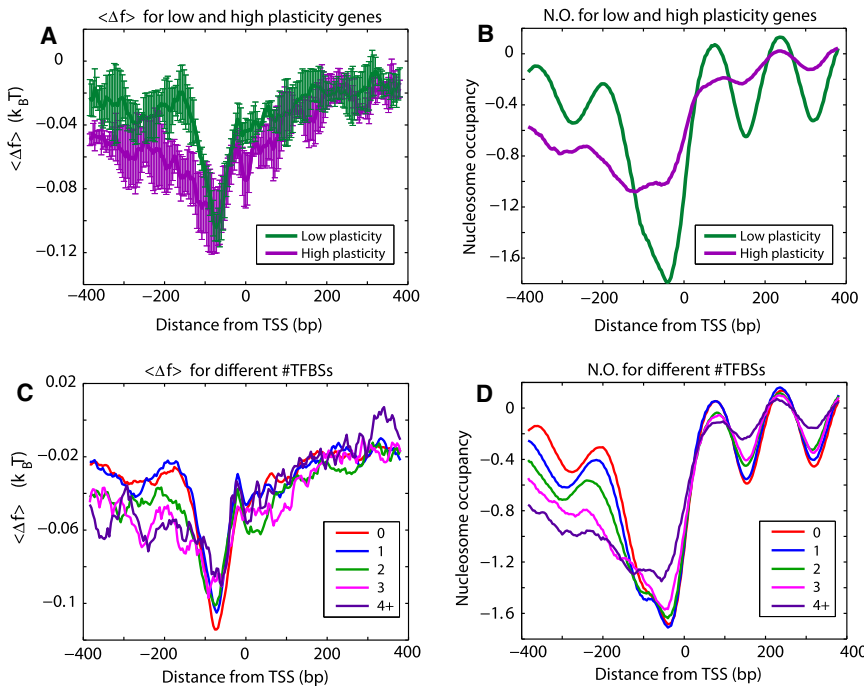 A
<Δf> for low and high plasticity genes
0
−0.04
−0.08
−0.12
<Δf> (k_BT)
Low plasticity
High plasticity
−400 −200 0 200 400
Distance from TSS (bp)
B
N.O. for low and high plasticity genes
0
−0.4
−0.8
−1.2
−1.6
Nucleosome occupancy
Low plasticity
High plasticity
−400 −200 0 200 400
Distance from TSS (bp)
C
<Δf> for different #TFBSs
0.02
−0.02
−0.06
−0.1
<Δf> (k_BT)
0
1
2
3
4+
−400 −200 0 200 400
Distance from TSS (bp)
D
N.O. for different #TFBSs
0
−0.4
−0.8
−1.2
−1.6
Nucleosome occupancy
0
1
2
3
4+
−400 −200 0 200 400
Distance from TSS (bp)